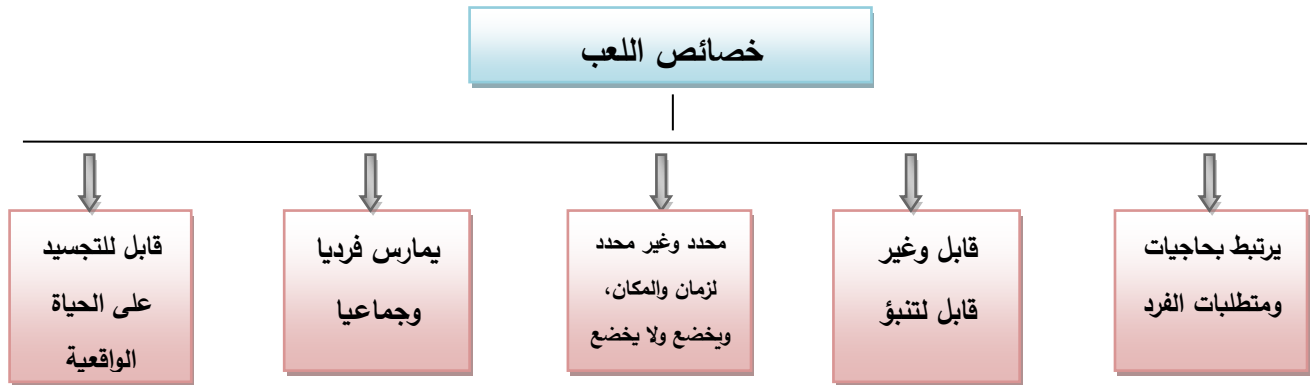 خصائص اللعب
يرتبط بحاجيات
ومتطلبات الفرد
قابل وغير
قابل لتنبؤ
محدد وغير محدد
لزمان والمكان،
ويخضع ولا يخضع
يمارس فرديا
وجماعيا
قابل للتجسيد
على الحياة
الواقعية